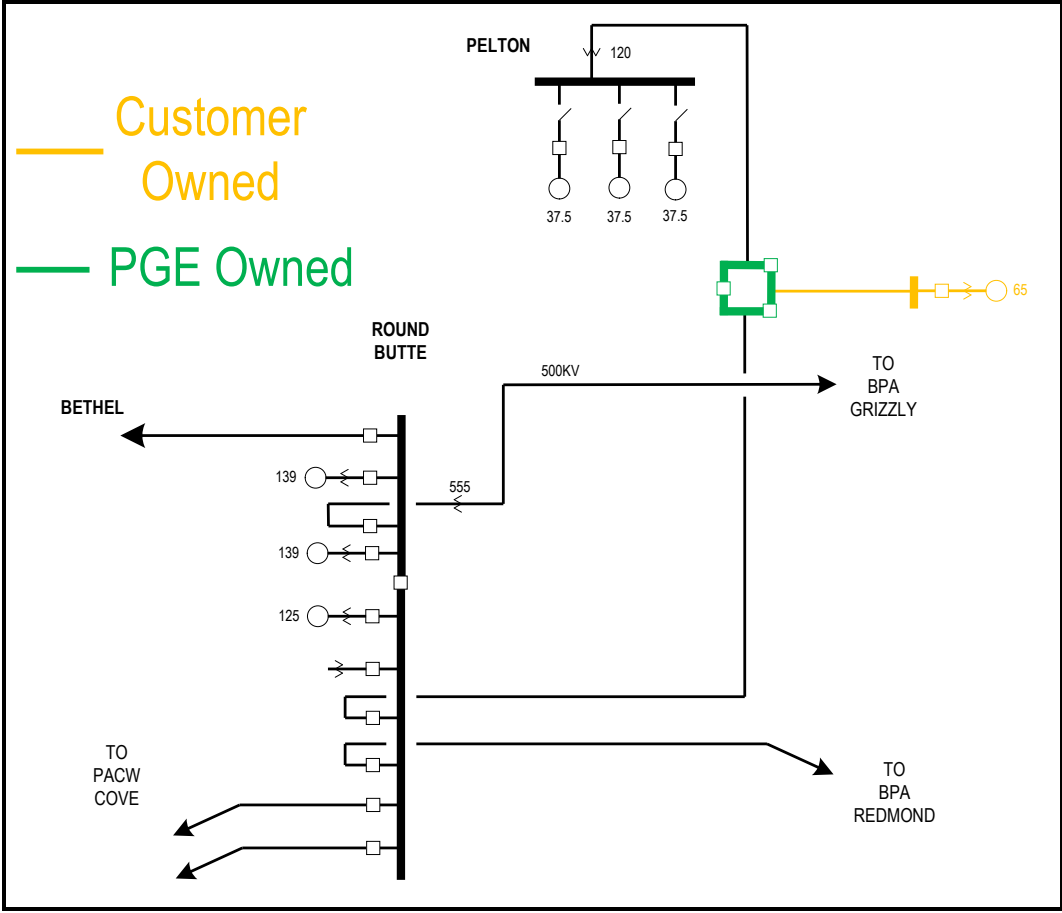 PELTON
120
37.5
37.5
37.5
Customer
Owned
PGE Owned
65
ROUND
BUTTE
500KV
TO
BPA
GRIZZLY
BETHEL
139
555
139
125
TO
PACW
COVE
TO
BPA
REDMOND